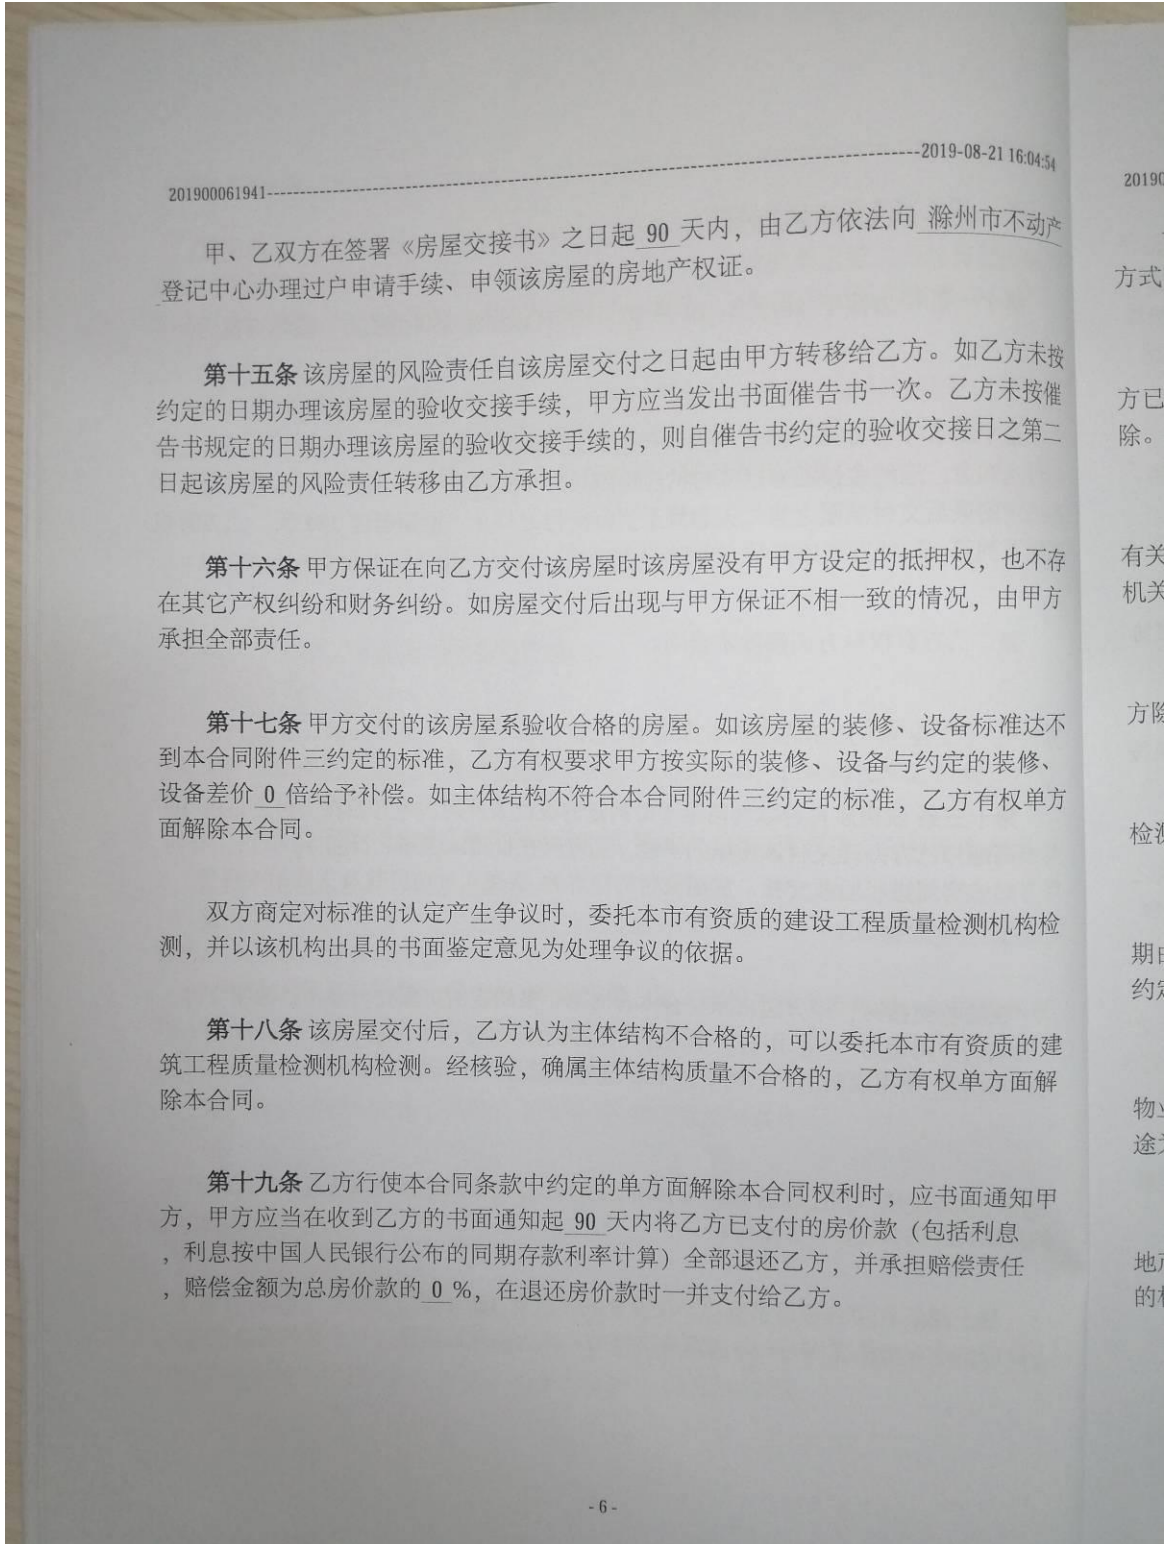 201900061941--------------------------------------------------2019-08-21 16:04:54
甲、乙双方在签署《房屋交接书》之日起 90 天内，由乙方依法向 滁州市不动产
登记中心办理过户申请手续、申领该房屋的房地产权证。
第十五条 该房屋的风险责任自该房屋交付之日起由甲方转移给乙方。如乙方未按
约定的日期办理该房屋的验收交接手续，甲方应当发出书面催告书一次。乙方未按催
告书规定的日期办理该房屋的验收交接手续的，则自催告书约定的验收交接日之第二
日起该房屋的风险责任转移由乙方承担。
第十六条 甲方保证在向乙方交付该房屋时该房屋没有甲方设定的抵押权，也不存
在其它产权纠纷和财务纠纷。如房屋交付后出现与甲方保证不相一致的情况，由甲方
承担全部责任。
第十七条 甲方交付的该房屋系验收合格的房屋。如该房屋的装修、设备标准达不
到本合同附件三约定的标准，乙方有权要求甲方按实际的装修、设备与约定的装修、
设备差价 0 倍给予补偿。如主体结构不符合本合同附件三约定的标准，乙方有权单方
面解除本合同。
双方商定对标准的认定产生争议时，委托本市有资质的建设工程质量检测机构检
测，并以该机构出具的书面鉴定意见为处理争议的依据。
第十八条 该房屋交付后，乙方认为主体结构不合格的，可以委托本市有资质的建
筑工程质量检测机构检测。经核验，确属主体结构质量不合格的，乙方有权单方面解
除本合同。
第十九条 乙方行使本合同条款中约定的单方面解除本合同权利时，应书面通知甲
方，甲方应当在收到乙方的书面通知起 90 天内将乙方已支付的房价款（包括利息
，利息按中国人民银行公布的同期存款利率计算）全部退还乙方，并承担赔偿责任
，赔偿金额为总房价款的 0 %，在退还房价款时一并支付给乙方。
- 6 -
20190
方式
方已
除。
有关
机关
方
检测
期
约定
物
途
地
的